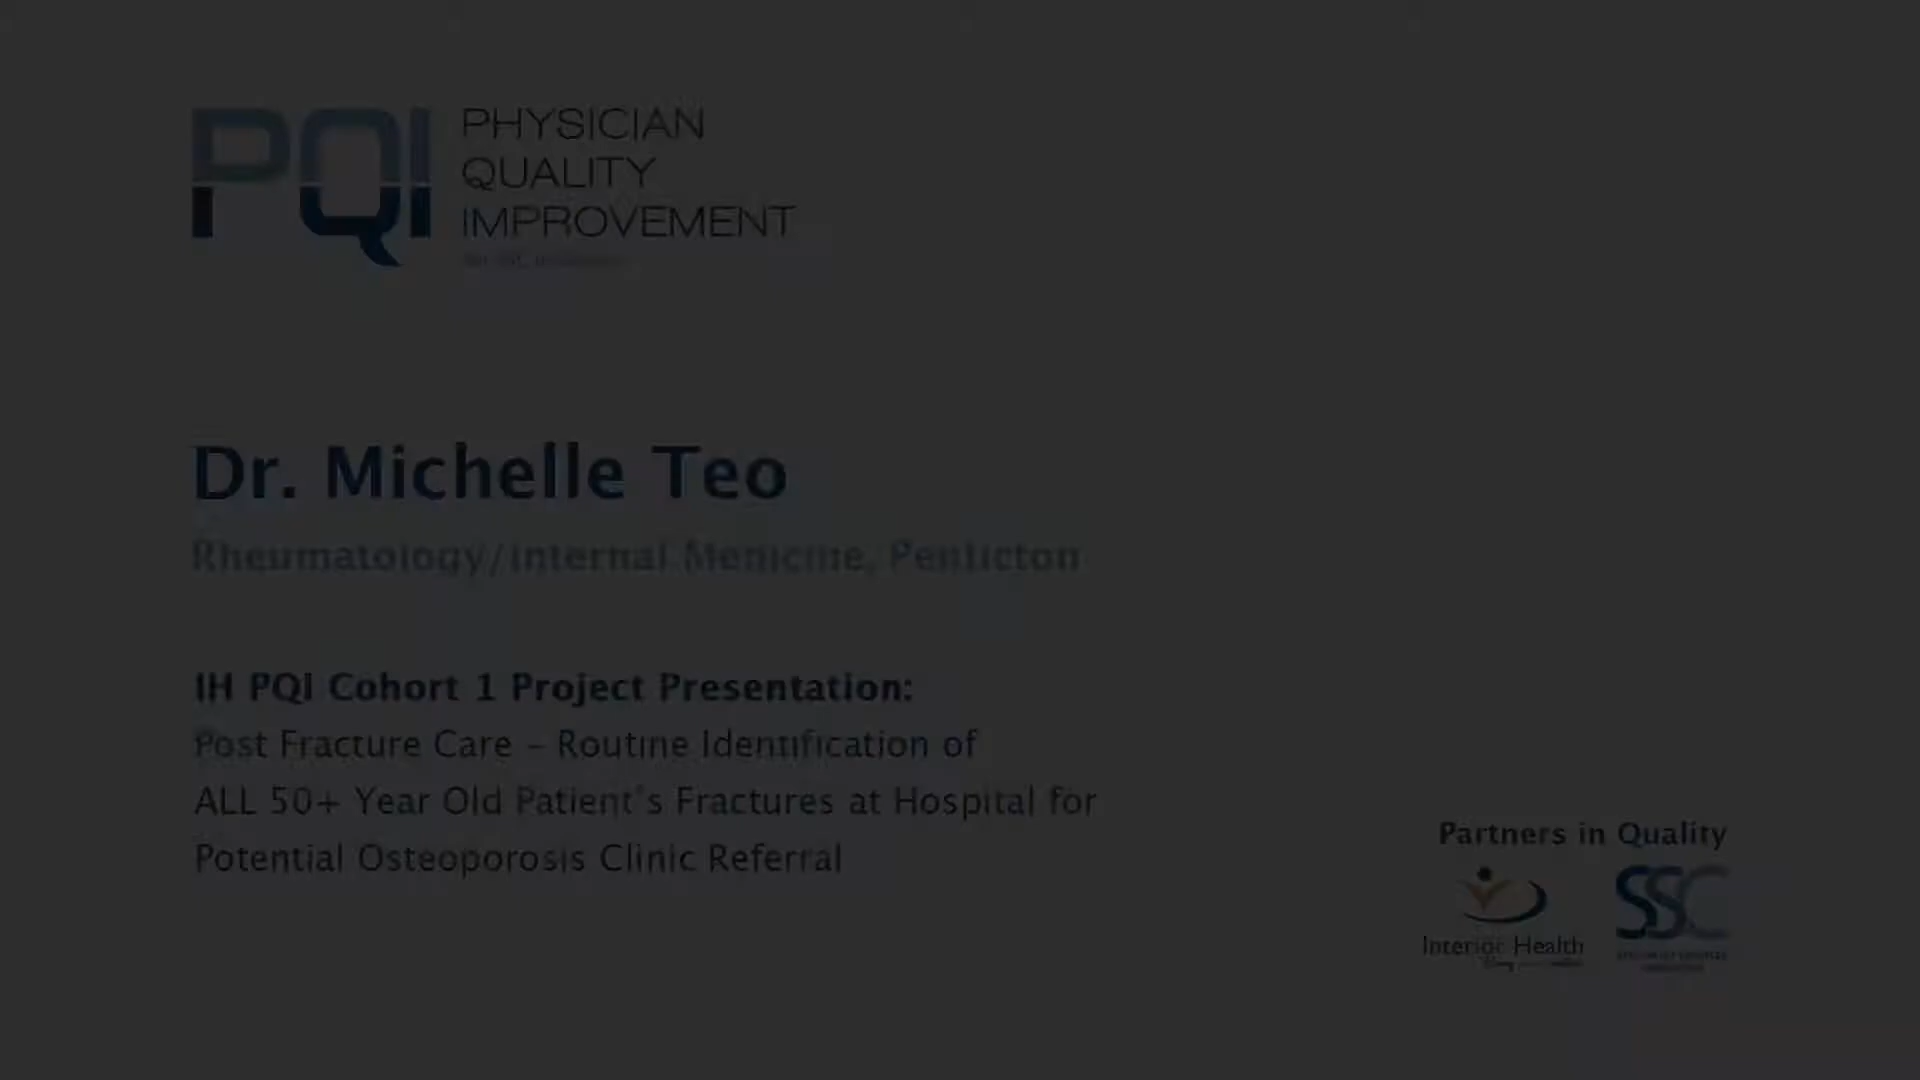 PQI
PHYSICIAN
QUALITY
IMPROVEMENT
Dr. Michelle Teo
Rheumatology/Internal Medicine, Penticton
IH PQI Cohort 1 Project Presentation:
Post Fracture Care – Routine Identification of
ALL 50+ Year Old Patient's Fractures at Hospital for
Potential Osteoporosis Clinic Referral
Partners in Quality
Interior Health
SSC